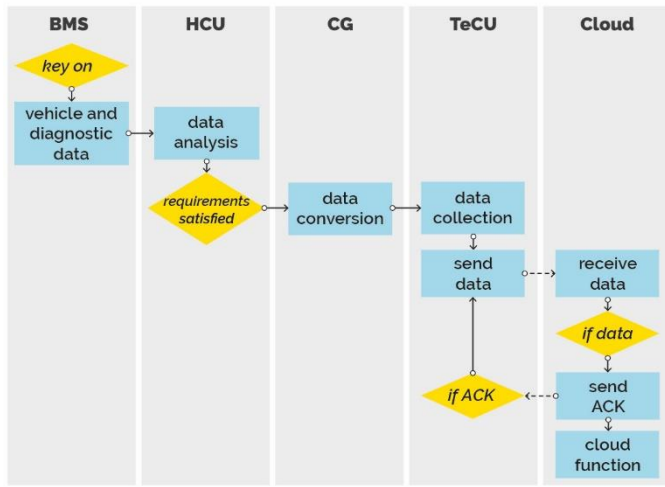 BMS
HCU
CG
TeCU
Cloud
key on
vehicle and
diagnostic
data
data
analysis
requirements
satisfied
data
conversion
data
collection
send
data
receive
data
if data
if ACK
send
ACK
cloud
function